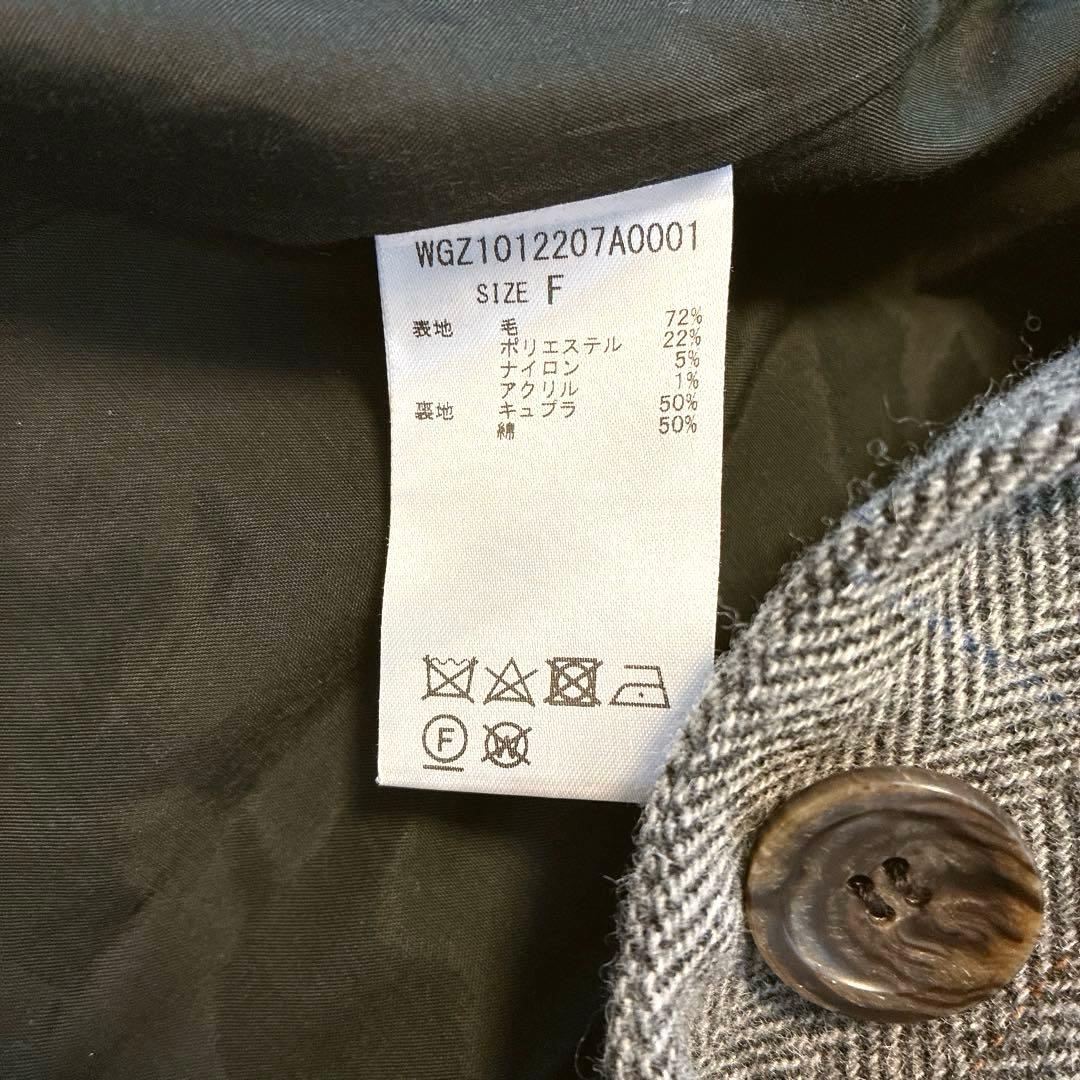 WGZ1012207A0001
SIZE F
表地 毛 72%
ポリエステル 22%
ナイロン 5%
アクリル 1%
裏地 キュプラ 50%
綿 50%
F W